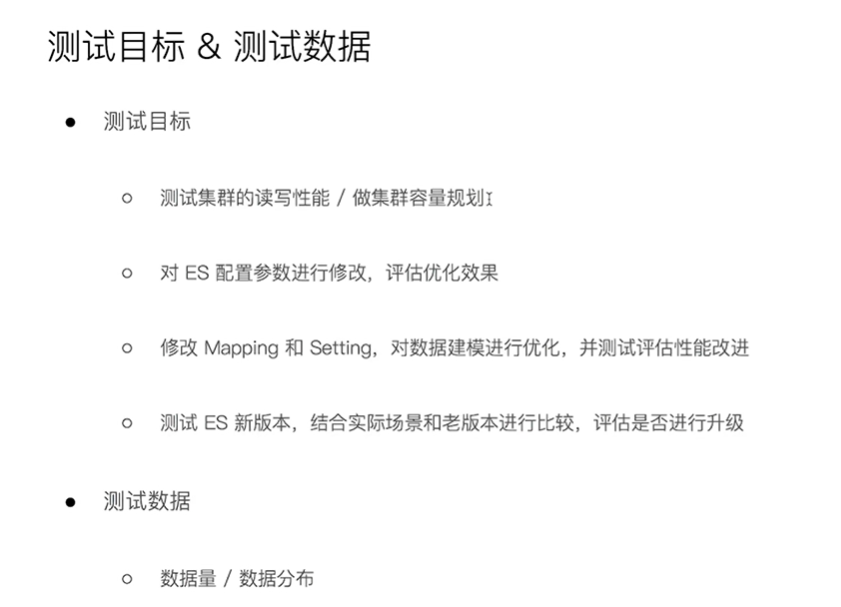 测试目标 & 测试数据
● 测试目标
○ 测试集群的读写性能 / 做集群容量规划
○ 对 ES 配置参数进行修改，评估优化效果
○ 修改 Mapping 和 Setting，对数据建模进行优化，并测试评估性能改进
○ 测试 ES 新版本，结合实际场景和老版本进行比较，评估是否进行升级
● 测试数据
○ 数据量 / 数据分布